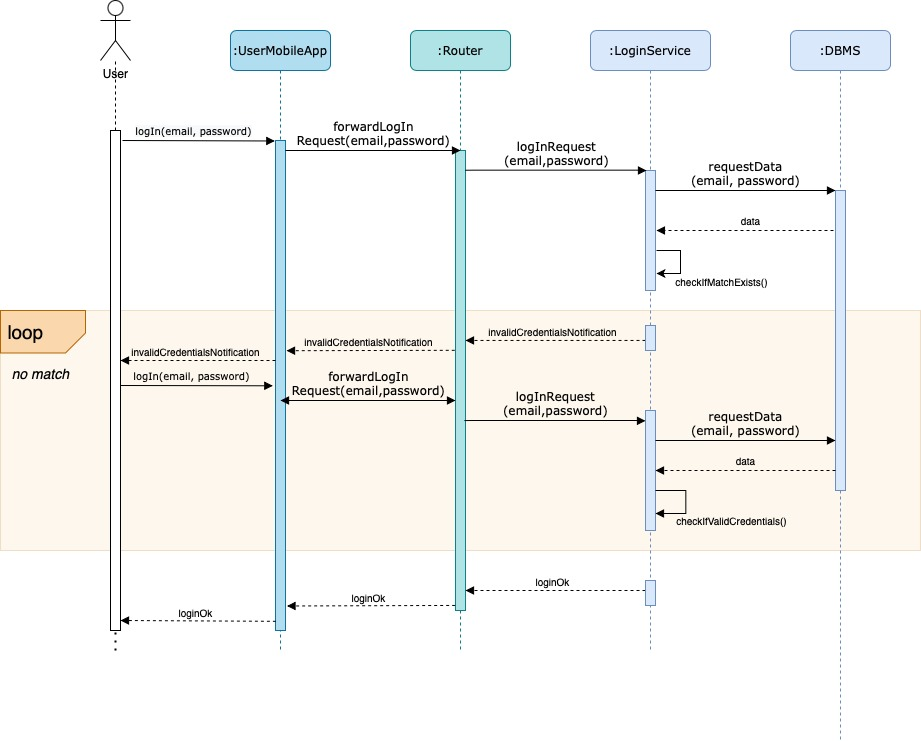 User
:UserMobileApp
:Router
:LoginService
:DBMS
logIn(email, password)
forwardLogIn
Request(email,password)
logInRequest
(email,password)
requestData
(email, password)
data
checkIfMatchExists()
loop
no match
invalidCredentialsNotification
invalidCredentialsNotification
invalidCredentialsNotification
logIn(email, password)
forwardLogIn
Request(email,password)
logInRequest
(email,password)
requestData
(email, password)
data
checkIfValidCredentials()
loginOk
loginOk
loginOk